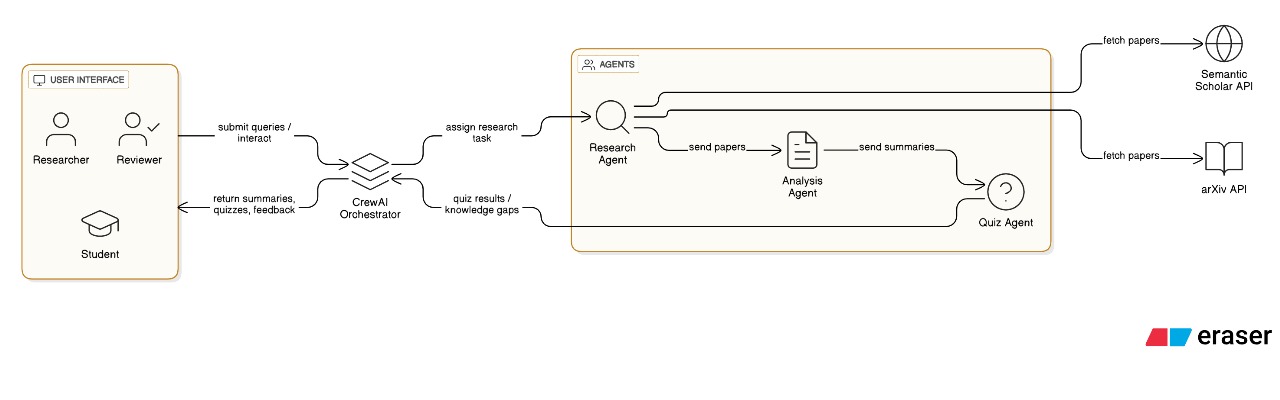 USER INTERFACE
Researcher
Reviewer
Student
submit queries /
interact
return summaries,
quizzes, feedback
CrewAI
Orchestrator
assign research
task
quiz results /
knowledge gaps
AGENTS
Research
Agent
send papers
Analysis
Agent
send summaries
Quiz Agent
fetch papers
Semantic
Scholar API
fetch papers
arXiv API
eraser